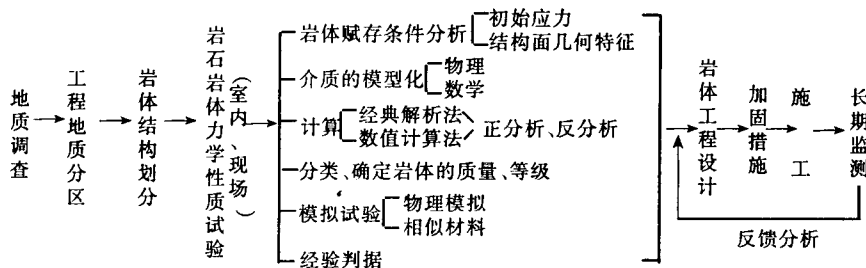 地质调查
工程地质分区
岩体结构划分
岩石岩体力学性质试验
（室内、现场）
岩体赋存条件分析
初始应力
结构面几何特征
介质的模型化
物理
数学
计算
经典解析法
数值计算法
正分析、反分析
分类、确定岩体的质量、等级
模拟试验
物理模拟
相似材料
经验判据
岩体工程设计
加固措施
施工
长期监测
反馈分析